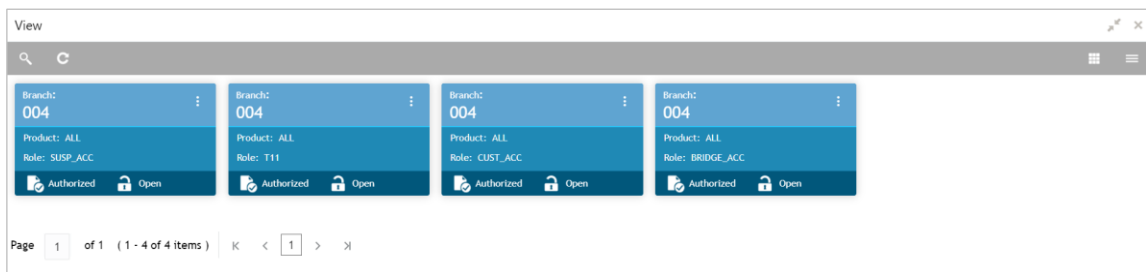 View
Branch:
004
Product: ALL
Role: SUSP_ACC
Authorized Open
Branch:
004
Product: ALL
Role: T11
Authorized Open
Branch:
004
Product: ALL
Role: CUST_ACC
Authorized Open
Branch:
004
Product: ALL
Role: BRIDGE_ACC
Authorized Open
Page 1 of 1 ( 1 - 4 of 4 items ) 1